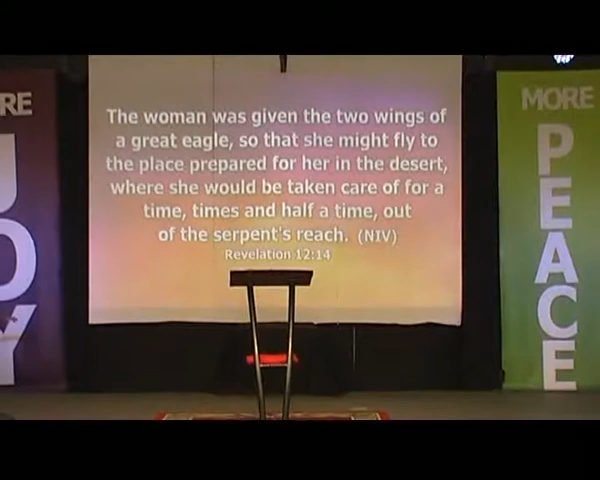 The woman was given the two wings of
a great eagle, so that she might fly to
the place prepared for her in the desert,
where she would be taken care of for a
time, times and half a time, out
of the serpent's reach. (NIV)
Revelation 12:14
MORE
PEACE